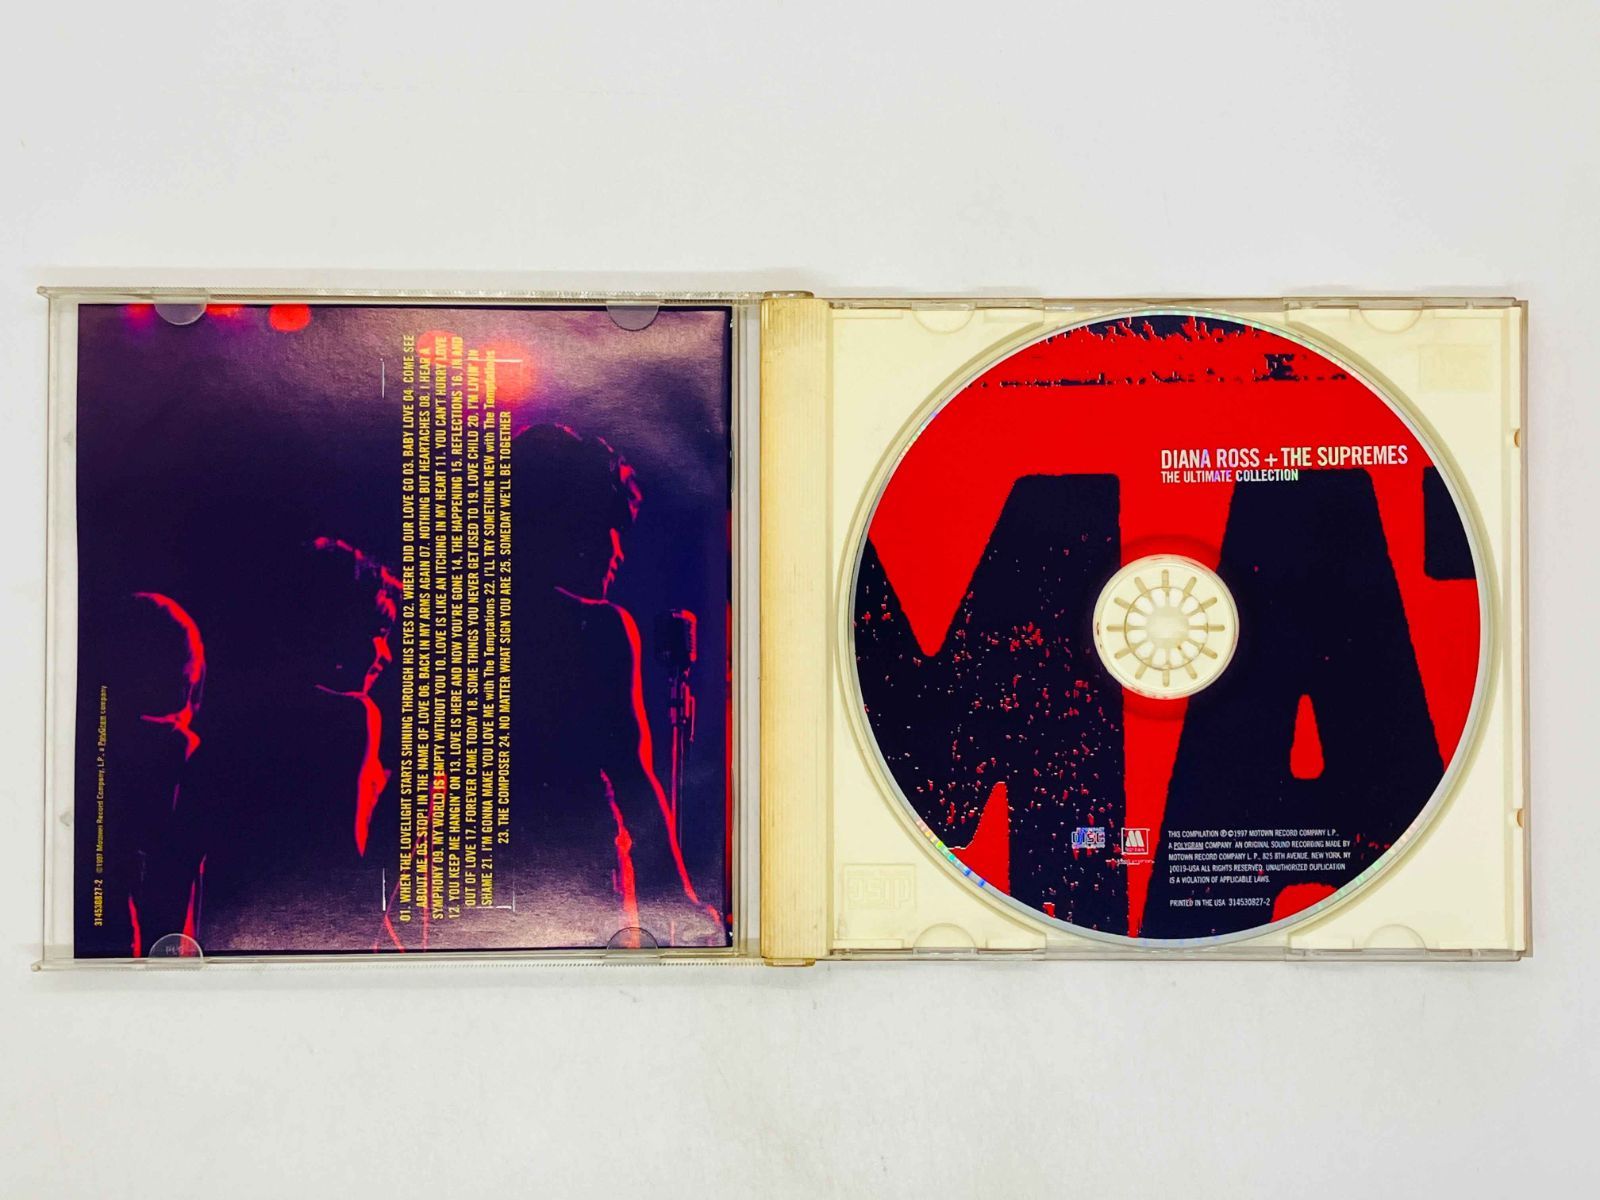 01. WHEN THE LOVELIGHT STARTS SHINING THROUGH HIS EYES 02. WHERE DID OUR LOVE GO 03. BABY LOVE 04. COME SEE
ABOUT ME 05. STOP! IN THE NAME OF LOVE 06. BACK IN MY ARMS AGAIN 07. NOTHING BUT HEARTACHES 08. I HEAR A
SYMPHONY 09. MY WORLD IS EMPTY WITHOUT YOU 10. LOVE IS LIKE AN ITCHING IN MY HEART 11. YOU CAN'T HURRY LOVE
12. YOU KEEP ME HANGIN' ON 13. LOVE IS HERE AND NOW YOU'RE GONE 14. THE HAPPENING 15. REFLECTIONS 16. IN AND
OUT OF LOVE 17. FOREVER CAME TODAY 18. SOME THINGS YOU NEVER GET USED TO 19. LOVE CHILD 20. I'M LIVIN' IN
SHAME 21. I'M GONNA MAKE YOU LOVE ME with The Temptations 22. I'LL TRY SOMETHING NEW with The Temptations
23. THE COMPOSER 24. NO MATTER WHAT SIGN YOU ARE 25. SOMEDAY WE'LL BE TOGETHER
314530827-2 ©1997 Motown Record Company, L.P., a PolyGram company
DIANA ROSS + THE SUPREMES
THE ULTIMATE COLLECTION
MA
COMPACT
disc
M
THIS COMPILATION ℗©1997 MOTOWN RECORD COMPANY L.P.,
A POLYGRAM COMPANY. AN ORIGINAL SOUND RECORDING MADE BY
MOTOWN RECORD COMPANY L. P., 825 8TH AVENUE, NEW YORK, NY
10019-USA ALL RIGHTS RESERVED. UNAUTHORIZED DUPLICATION
IS A VIOLATION OF APPLICABLE LAWS.
PRINTED IN THE USA 314530827-2
disc